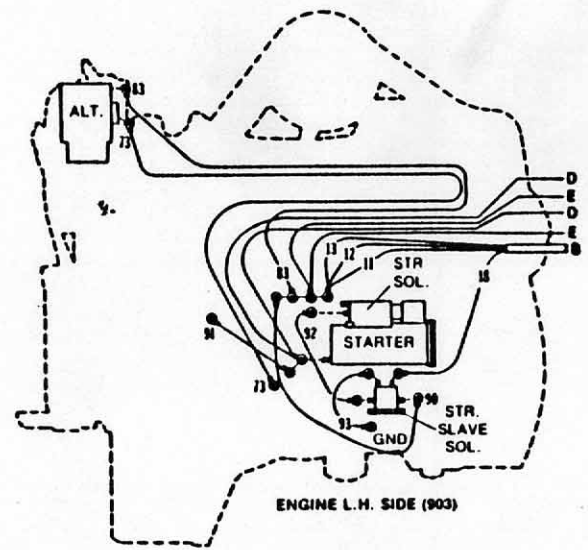 83
ALT.
73
D
E
D
E
B
13
12
11
83
STR
SOL.
18
92
STARTER
94
73
90
93
STR.
SLAVE
SOL.
GND
ENGINE L.H. SIDE (903)